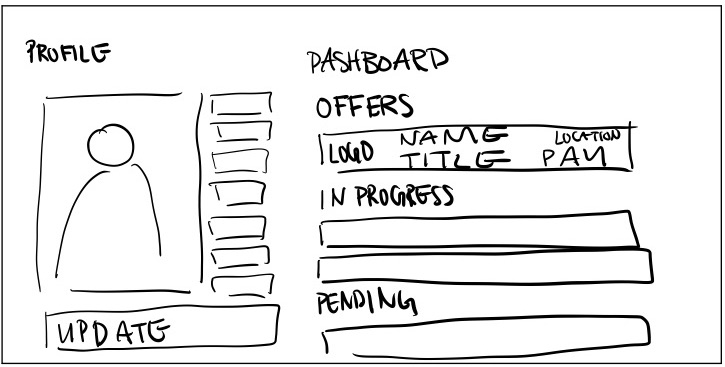 PROFILE
UPDATE
DASHBOARD
OFFERS
LOGO NAME LOCATION
TITLE PAY
IN PROGRESS
PENDING